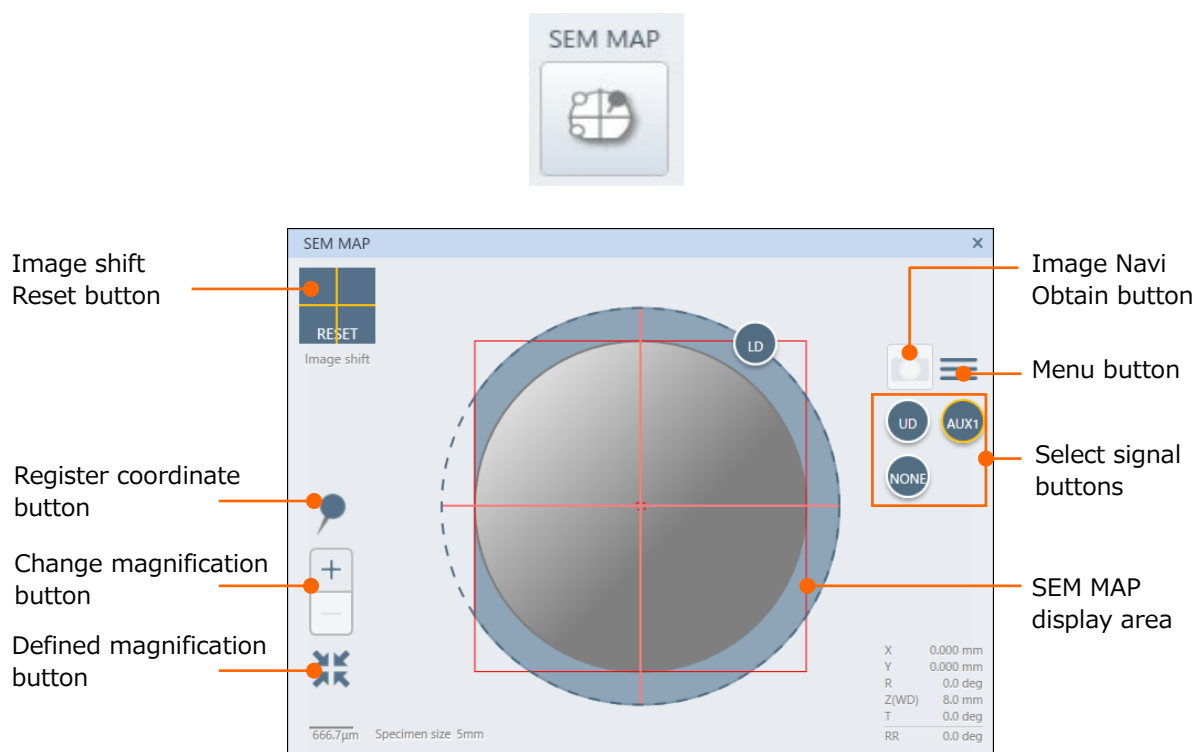 SEM MAP
SEM MAP
x
Image shift
Reset button
RESET
Image shift
LD
Image Navi
Obtain button
Menu button
UD
AUX1
NONE
Select signal
buttons
Register coordinate
button
Change magnification
button
+
−
Defined magnification
button
SEM MAP
display area
X 0.000 mm
Y 0.000 mm
R 0.0 deg
Z(WD) 8.0 mm
T 0.0 deg
RR 0.0 deg
666.7μm Specimen size 5mm